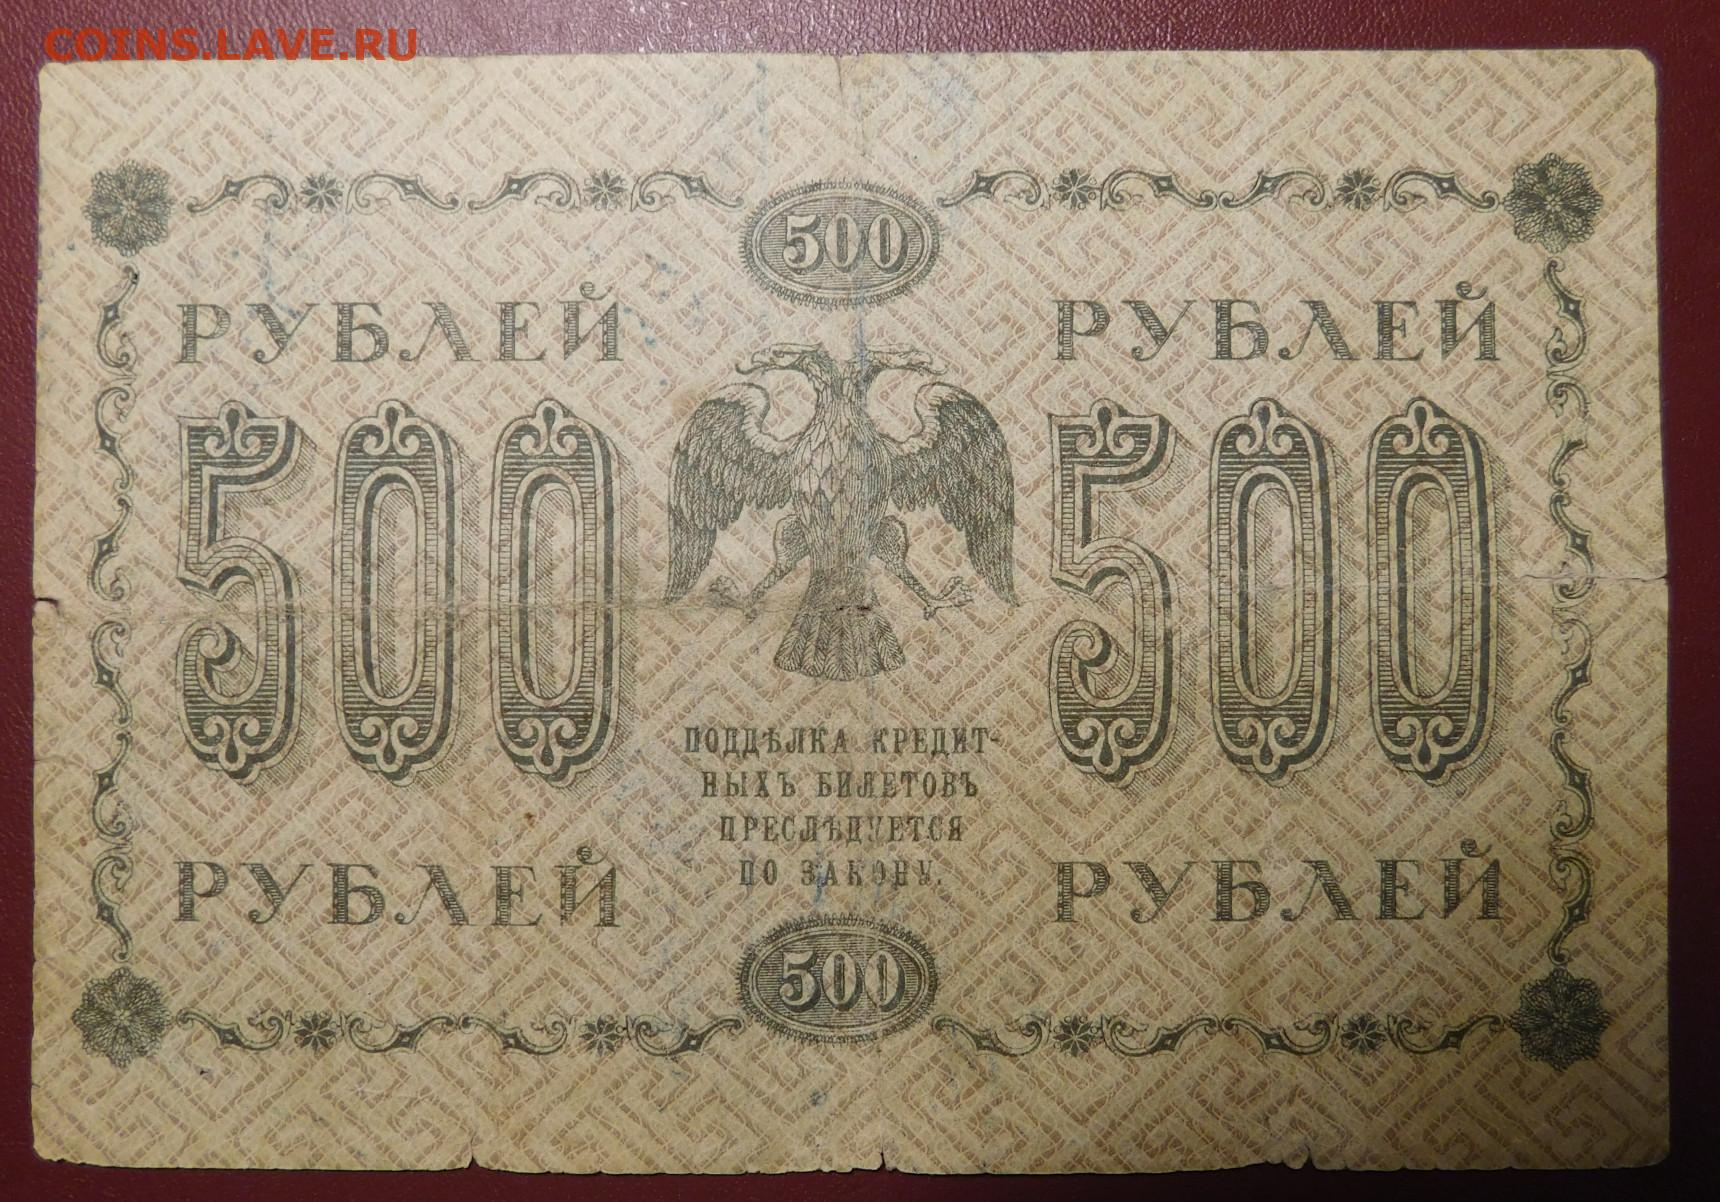 COINS.LAVE.RU
500
РУБЛЕЙ РУБЛЕЙ
500 500
ПОДДѢЛКА КРЕДИТ-
НЫХЪ БИЛЕТОВЪ
ПРЕСЛѢДУЕТСЯ
ПО ЗАКОНУ.
РУБЛЕЙ РУБЛЕЙ
500